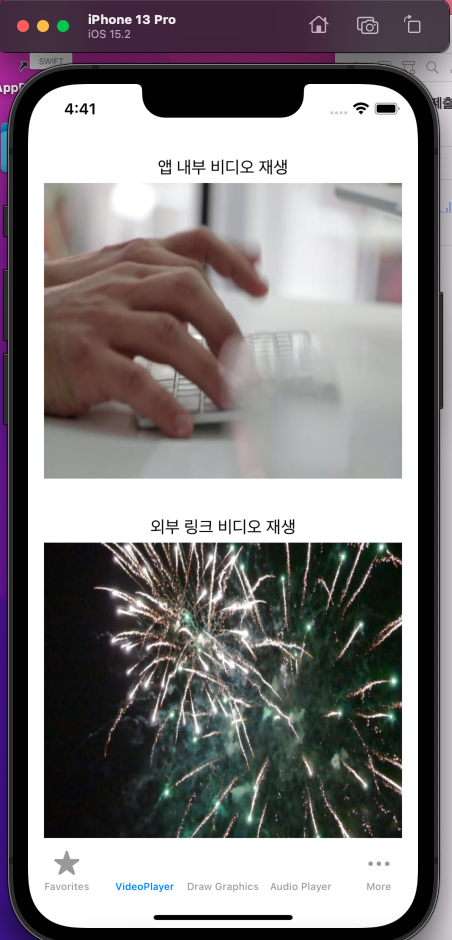 iPhone 13 Pro
iOS 15.2
SWIFT
4:41
앱 내부 비디오 재생
외부 링크 비디오 재생
Favorites
VideoPlayer
Draw Graphics
Audio Player
More